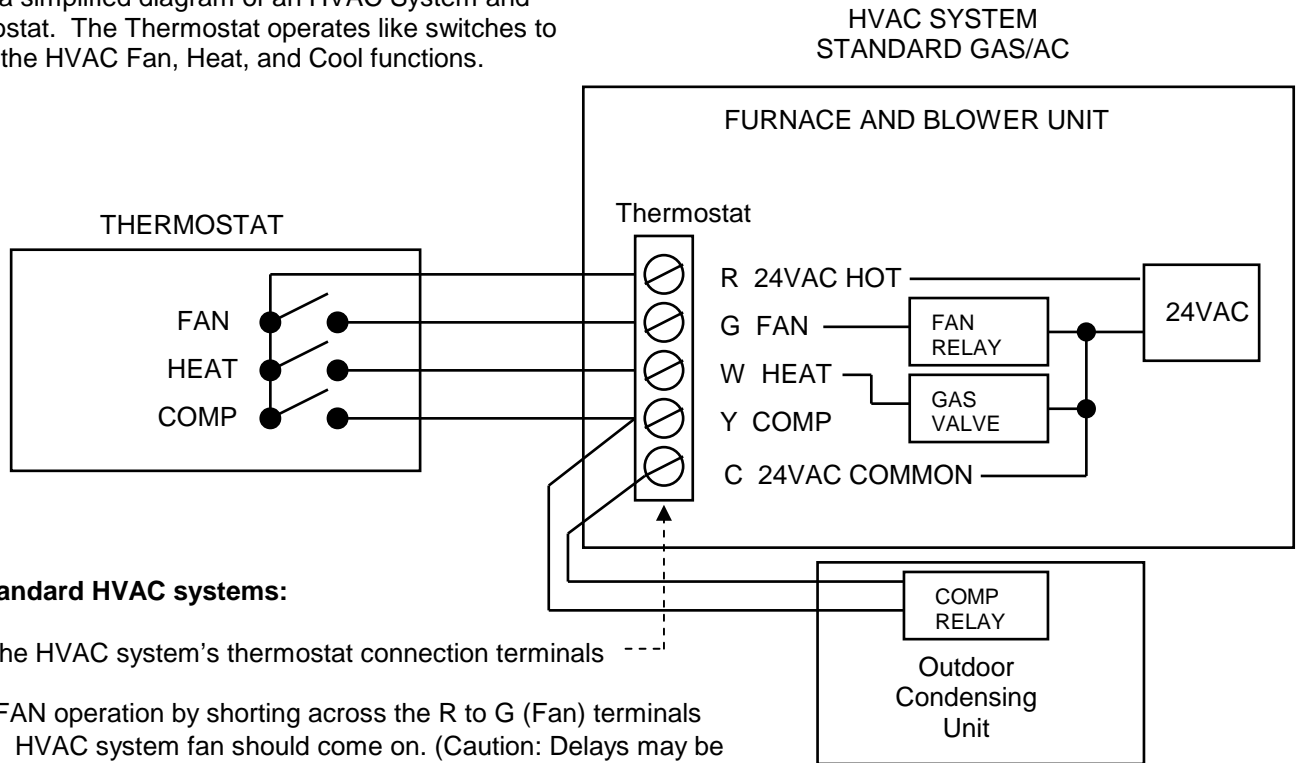 a simplified diagram of an HVAC System and
ostat. The Thermostat operates like switches to
the HVAC Fan, Heat, and Cool functions.
HVAC SYSTEM
STANDARD GAS/AC
FURNACE AND BLOWER UNIT
THERMOSTAT
Thermostat
R 24VAC HOT
24VAC
FAN
G FAN
FAN
RELAY
HEAT
W HEAT
GAS
VALVE
COMP
Y COMP
C 24VAC COMMON
andard HVAC systems:
COMP
RELAY
he HVAC system's thermostat connection terminals
Outdoor
Condensing
Unit
FAN operation by shorting across the R to G (Fan) terminals
HVAC system fan should come on. (Caution: Delays may be